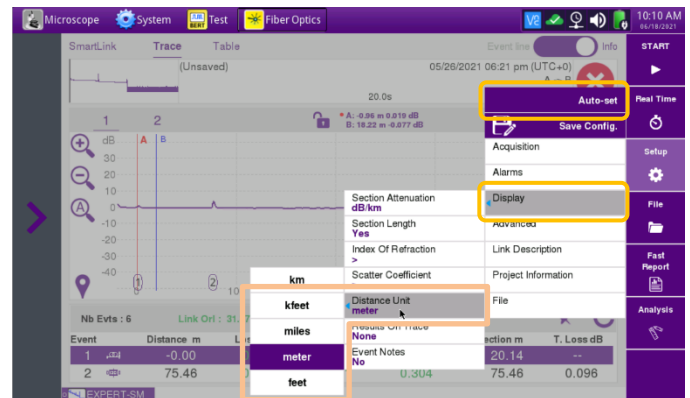 Microscope System Test Fiber Optics 10:10 AM
06/18/2021
SmartLink Trace Table Event line Info START
(Unsaved) 05/26/2021 06:21 pm (UTC+0)
20.0s
Auto-set Real Time
1 2 * A: -0.96 m 0.019 dB
B: 18.22 m -0.077 dB
Save Config.
dB A B Acquisition
30 Setup
20 Alarms
10 Section Attenuation
dB/km
Display
0 File
-10 Section Length
Yes
Advanced
-20 Index Of Refraction
>
Link Description
-30 Fast
Report
-40 km Scatter Coefficient Project Information
1 2 10 kfeet Distance Unit
meter
File
Nb Evts : 6 Link Orl : 31. miles Results On Trace
None
Analysis
Event Distance m meter ection m T. Loss dB
1 -0.00 Event Notes
No
20.14 --
2 75.46 feet 0.304 75.46 0.096
EXPERT-SM